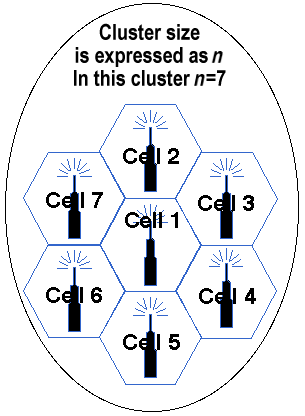 Cluster size
is expressed as n
In this cluster n=7
Cell 2
Cell 7
Cell 3
Cell 1
Cell 6
Cell 4
Cell 5